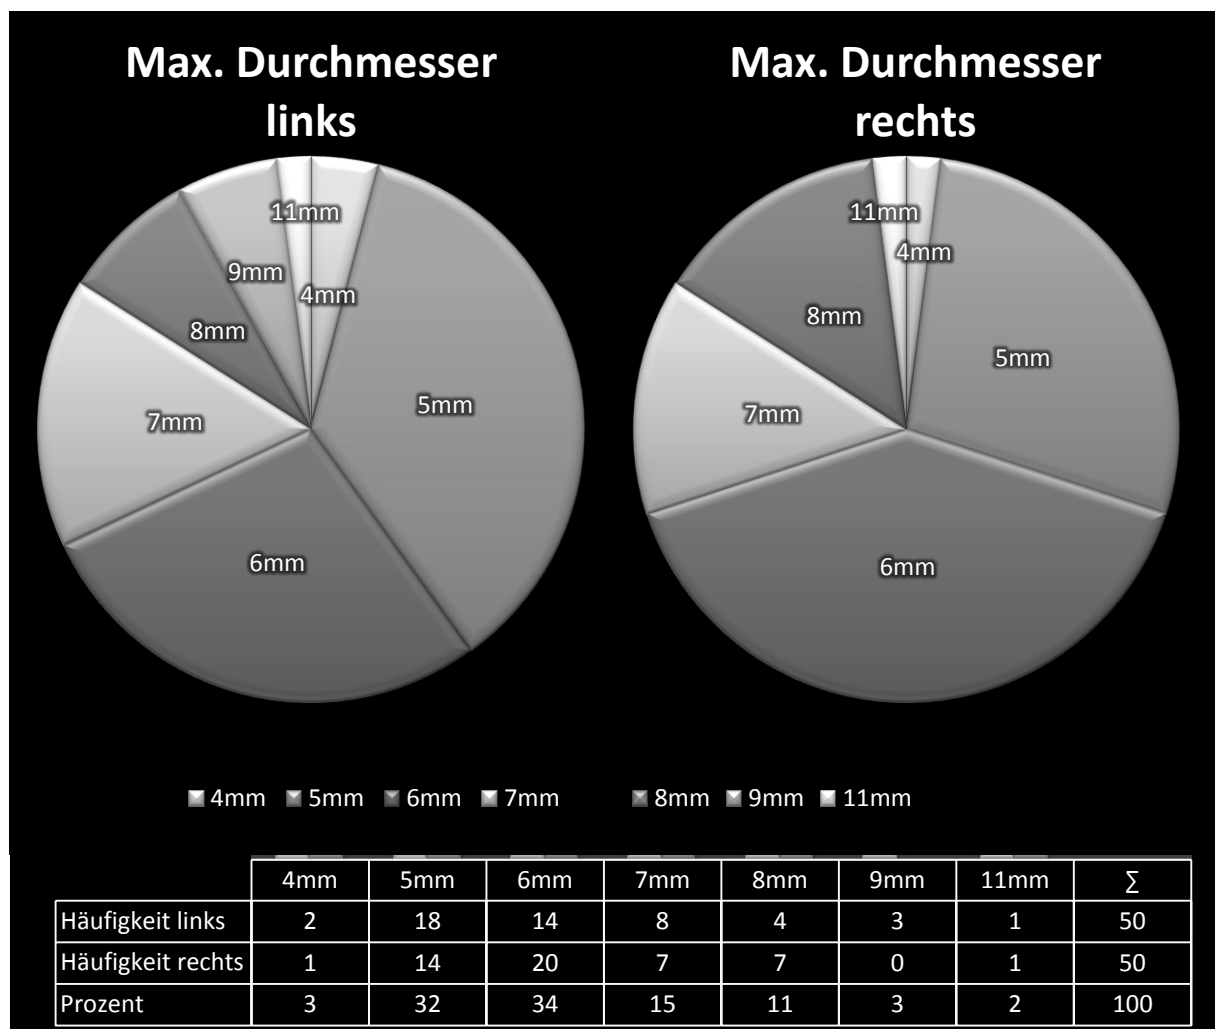 Max. Durchmesser
links
Max. Durchmesser
rechts
11mm
4mm
9mm
8mm
7mm
5mm
6mm
11mm
4mm
8mm
5mm
7mm
6mm
4mm 5mm 6mm 7mm 8mm 9mm 11mm
4mm 5mm 6mm 7mm 8mm 9mm 11mm ∑
Häufigkeit links 2 18 14 8 4 3 1 50
Häufigkeit rechts 1 14 20 7 7 0 1 50
Prozent 3 32 34 15 11 3 2 100